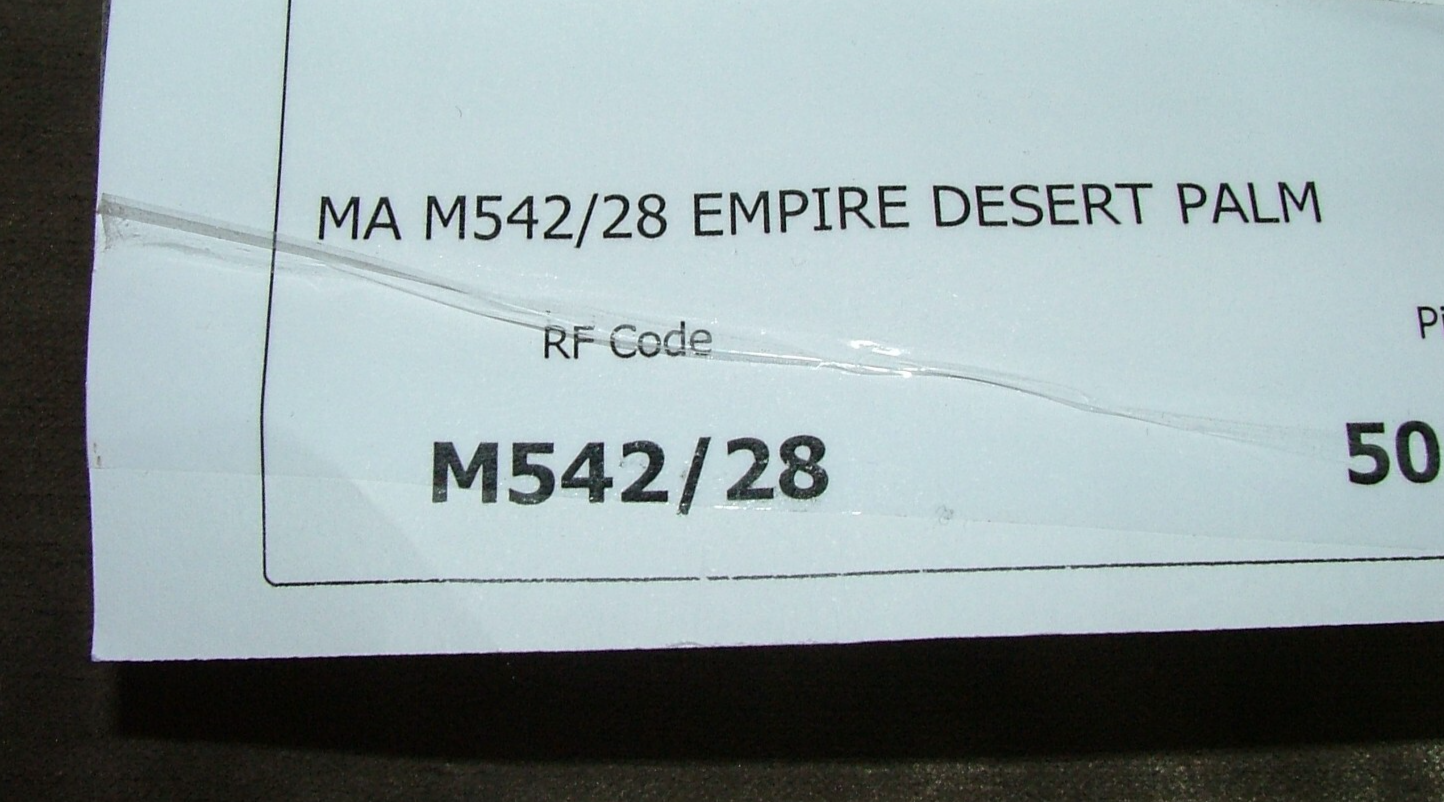 MA M542/28 EMPIRE DESERT PALM
RF Code
M542/28
50